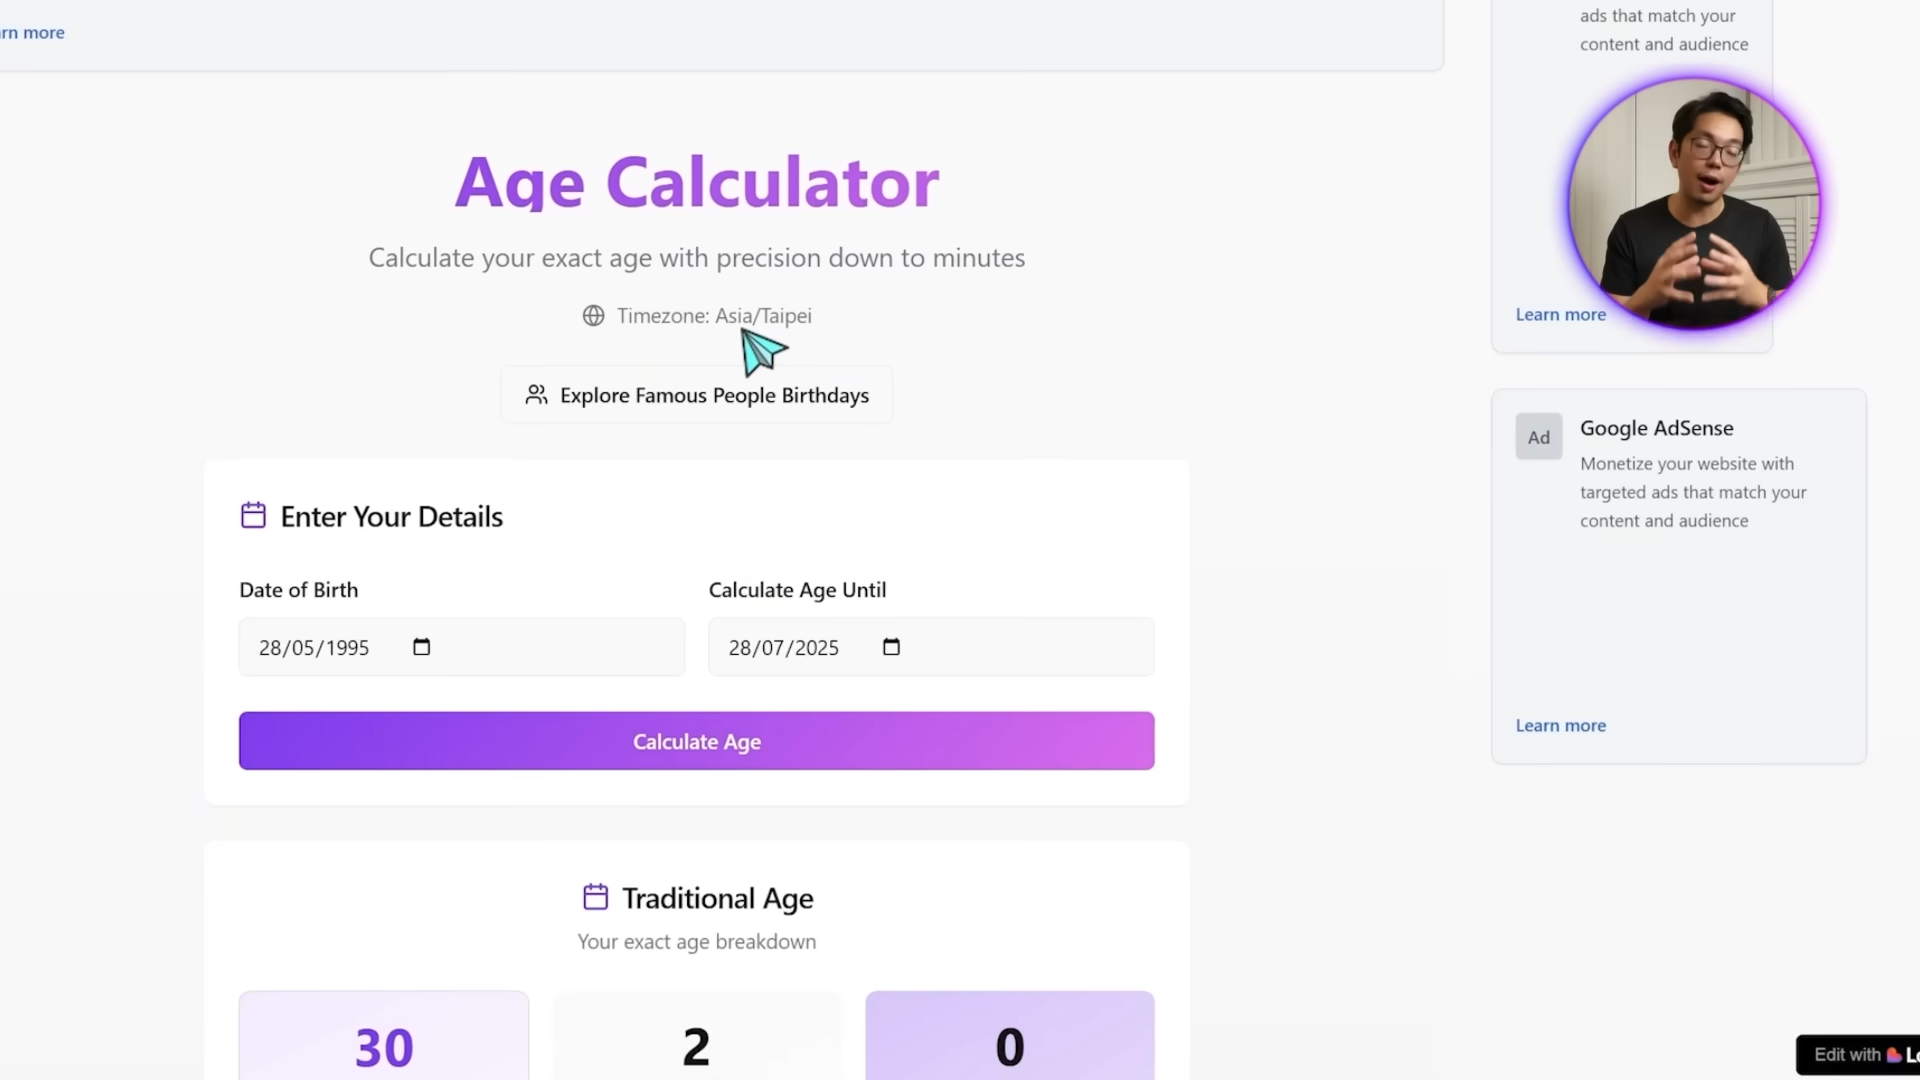 rn more
ads that match your
content and audience
Age Calculator
Calculate your exact age with precision down to minutes
Timezone: Asia/Taipei
Learn more
Explore Famous People Birthdays
Ad
Google AdSense
Monetize your website with
targeted ads that match your
content and audience
Learn more
Enter Your Details
Date of Birth
Calculate Age Until
28/05/1995
28/07/2025
Calculate Age
Traditional Age
Your exact age breakdown
30
2
0
Edit with Lo